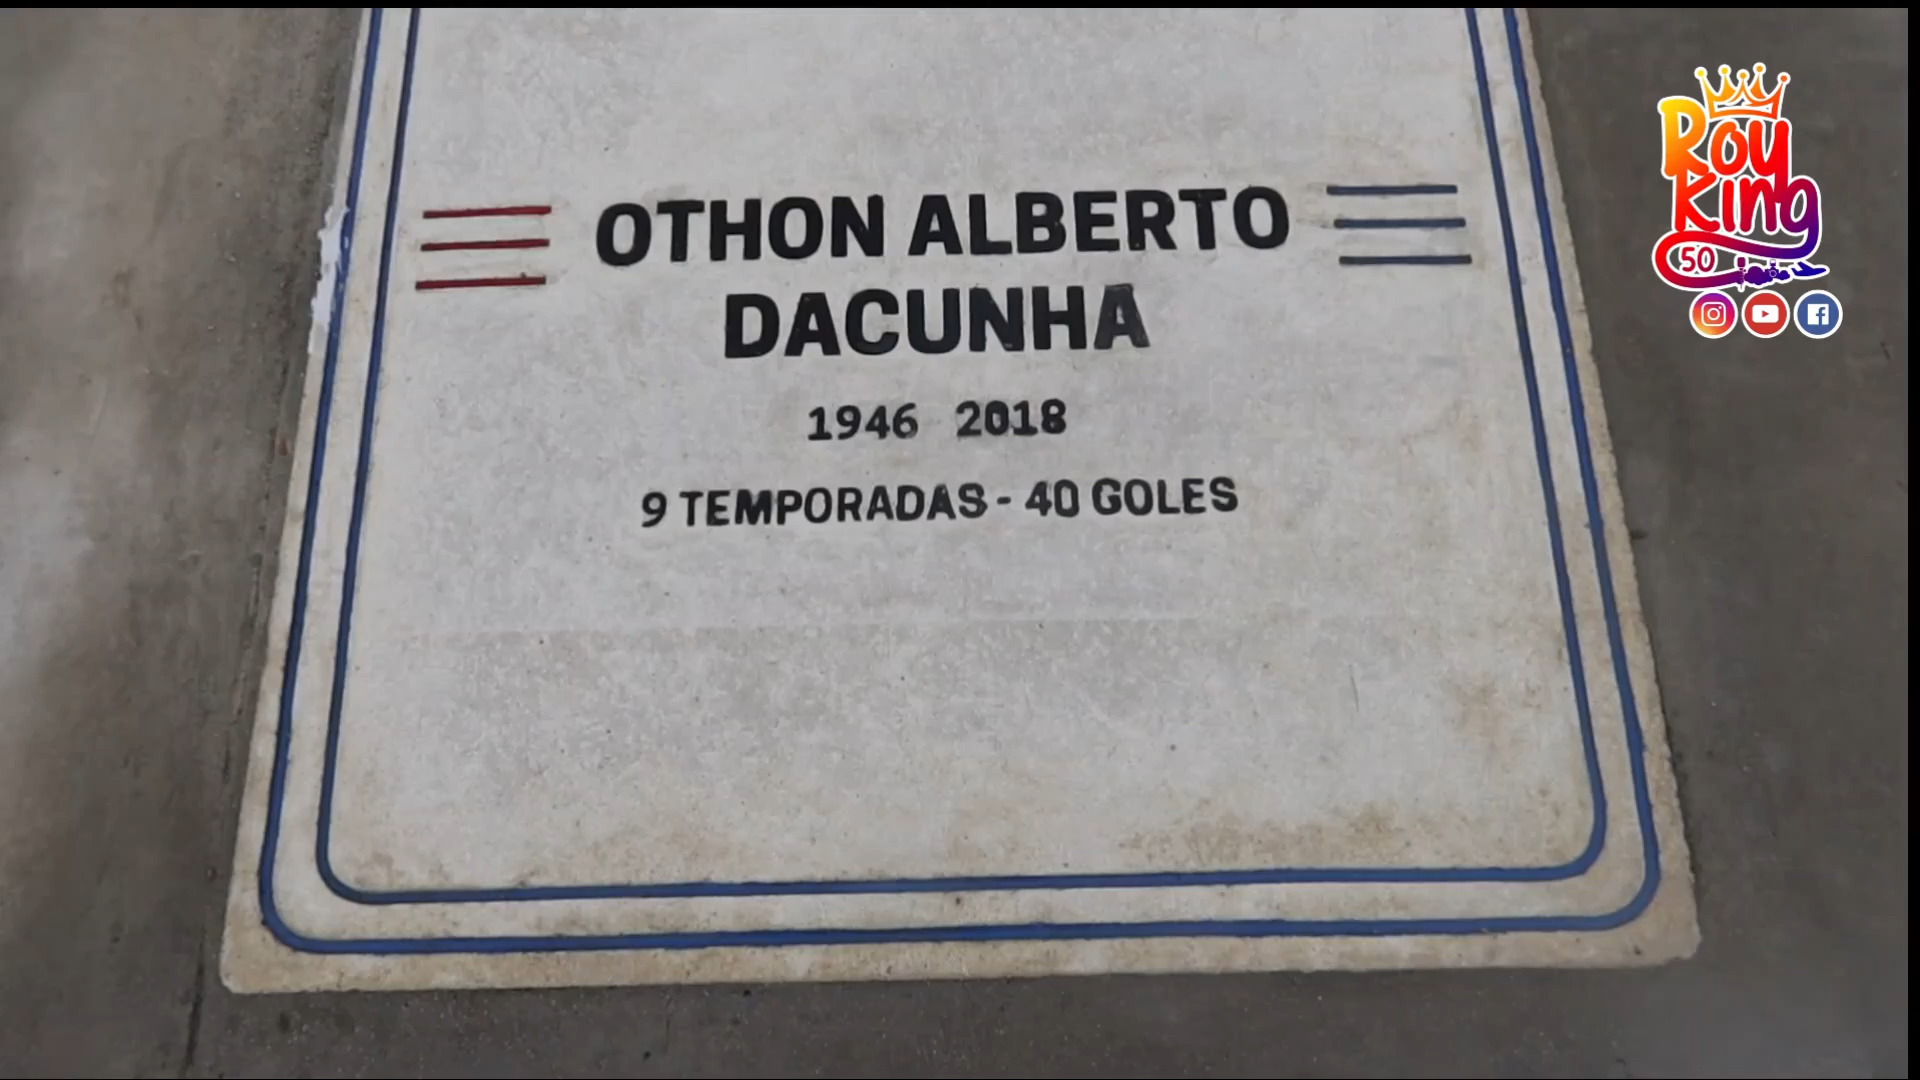 OTHON ALBERTO
DACUNHA
1946 2018
9 TEMPORADAS - 40 GOLES
Roy
King
50